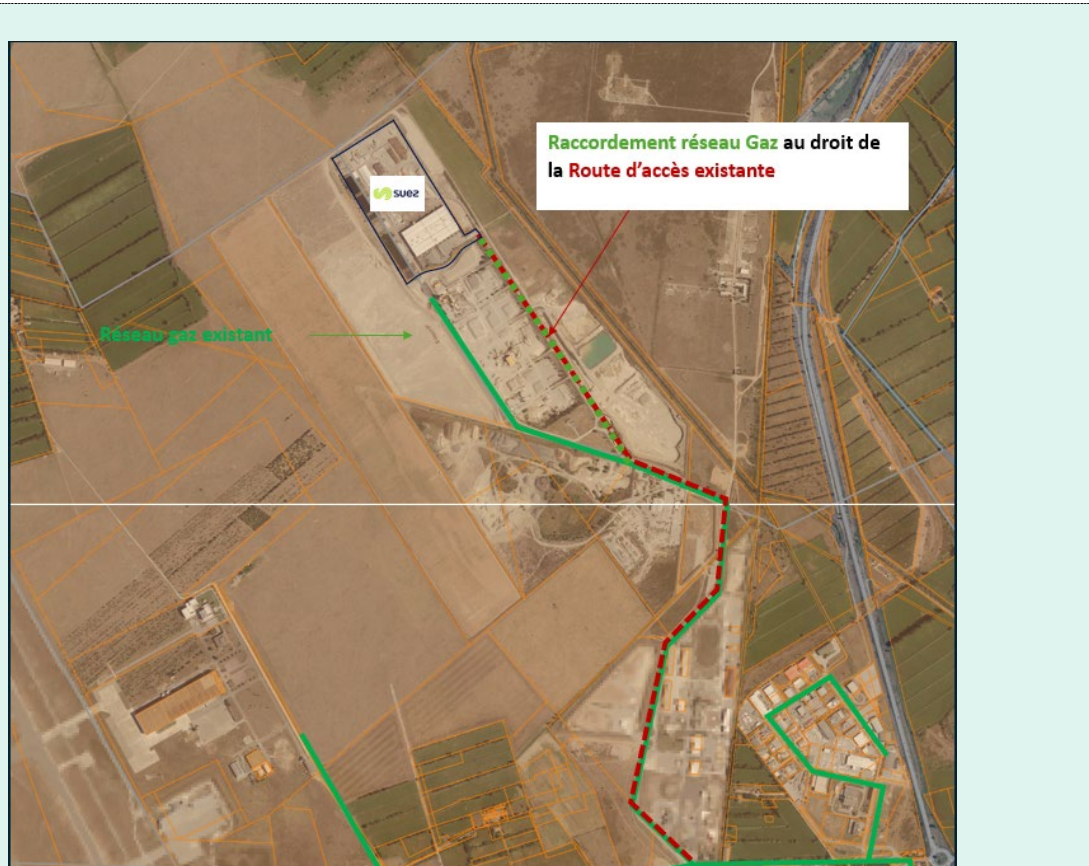 Raccordement réseau Gaz au droit de
la Route d'accès existante
suez
Réseau gaz existant